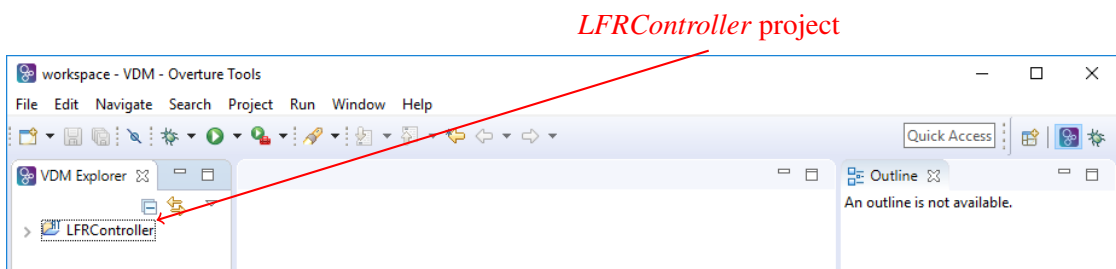 LFRController project
workspace - VDM - Overture Tools
File Edit Navigate Search Project Run Window Help
Quick Access
VDM Explorer
Outline
An outline is not available.
LFRController